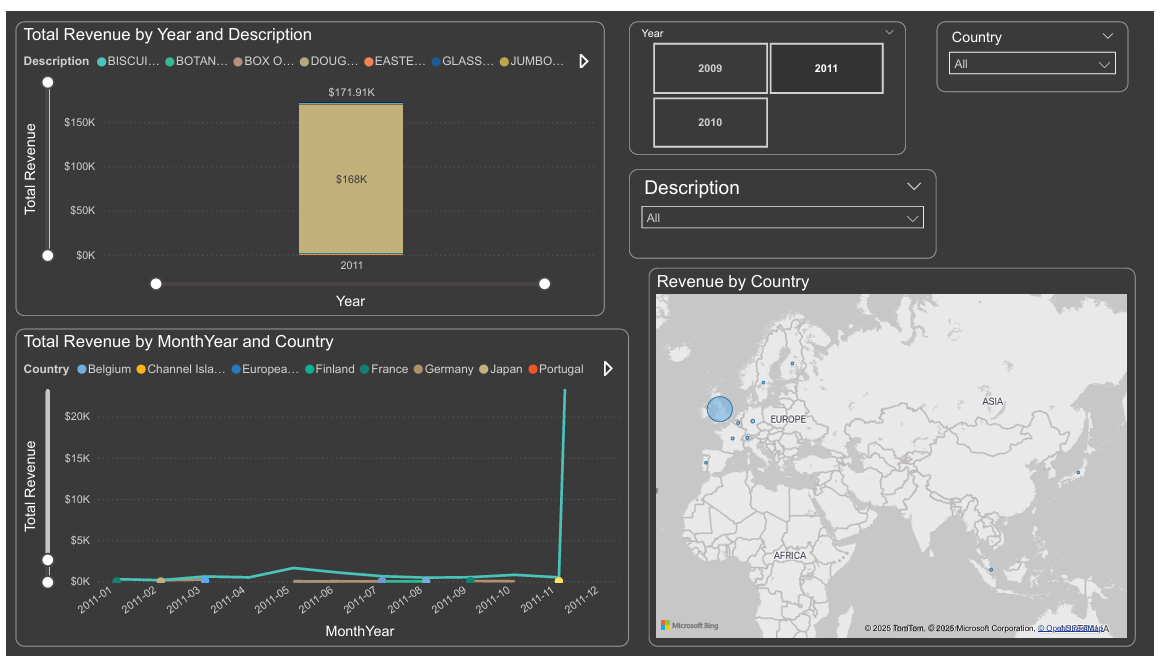 Total Revenue by Year and Description
Description BISCUI... BOTAN... BOX O... DOUG... EASTE... GLASS... JUMBO...
$171.91K
$150K
$100K
$50K
$0K
$168K
2011
Total Revenue
Year
Year
2009
2011
2010
Country
All
Description
All
Total Revenue by MonthYear and Country
Country Belgium Channel Isla... Europea... Finland France Germany Japan Portugal
$20K
$15K
$10K
$5K
$0K
Total Revenue
2011-01
2011-02
2011-03
2011-04
2011-05
2011-06
2011-07
2011-08
2011-09
2011-10
2011-11
2011-12
MonthYear
Revenue by Country
ASIA
EUROPE
AFRICA
Microsoft Bing
© 2025 TomTom, © 2025 Microsoft Corporation, © OpenStreetMap